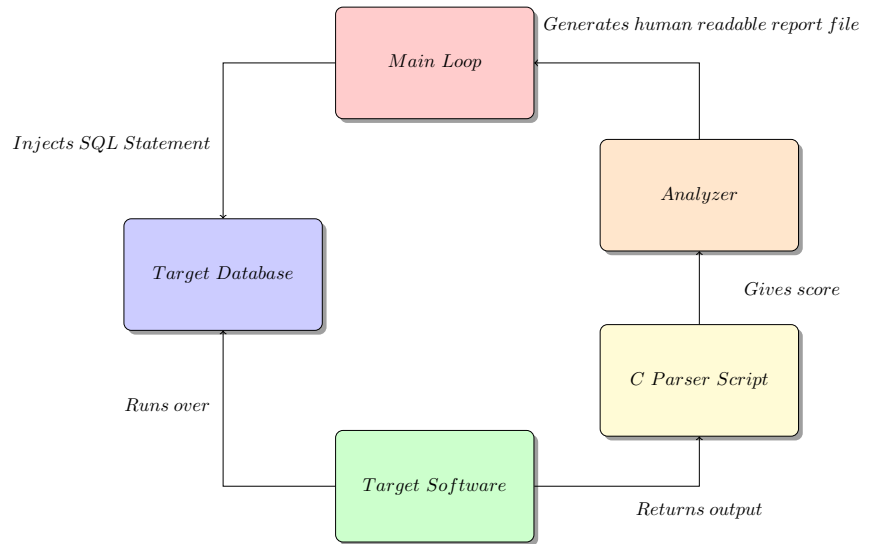 Generates human readable report file
Main Loop
Injects SQL Statement
Analyzer
Target Database
Gives score
C Parser Script
Runs over
Target Software
Returns output